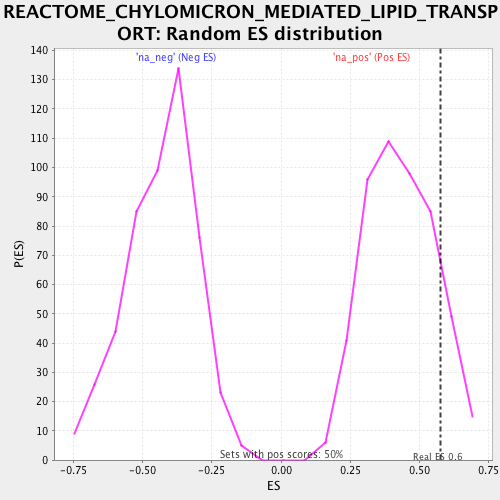 REACTOME_CHYLOMICRON_MEDIATED_LIPID_TRANSP
ORT: Random ES distribution
'na_neg' (Neg ES)
'na_pos' (Pos ES)
140
130
120
110
100
90
80
70
60
50
40
30
20
10
0
P(ES)
Sets with pos scores: 50%
Real ES 0.6
-0.75
-0.50
-0.25
0.00
0.25
0.50
0.75
ES